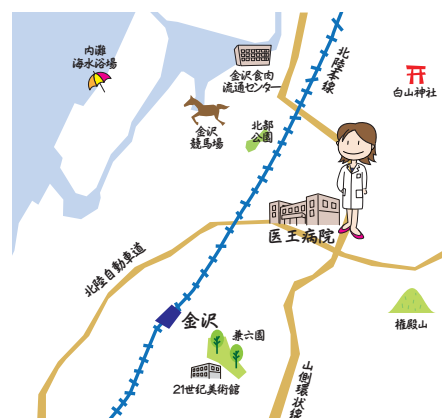 内灘
海水浴場
金沢食肉
流通センター
北陸本線
白山神社
金沢
競馬場
北部
公園
医王病院
北陸自動車道
金沢
兼六園
21世紀美術館
権殿山
山側環状線